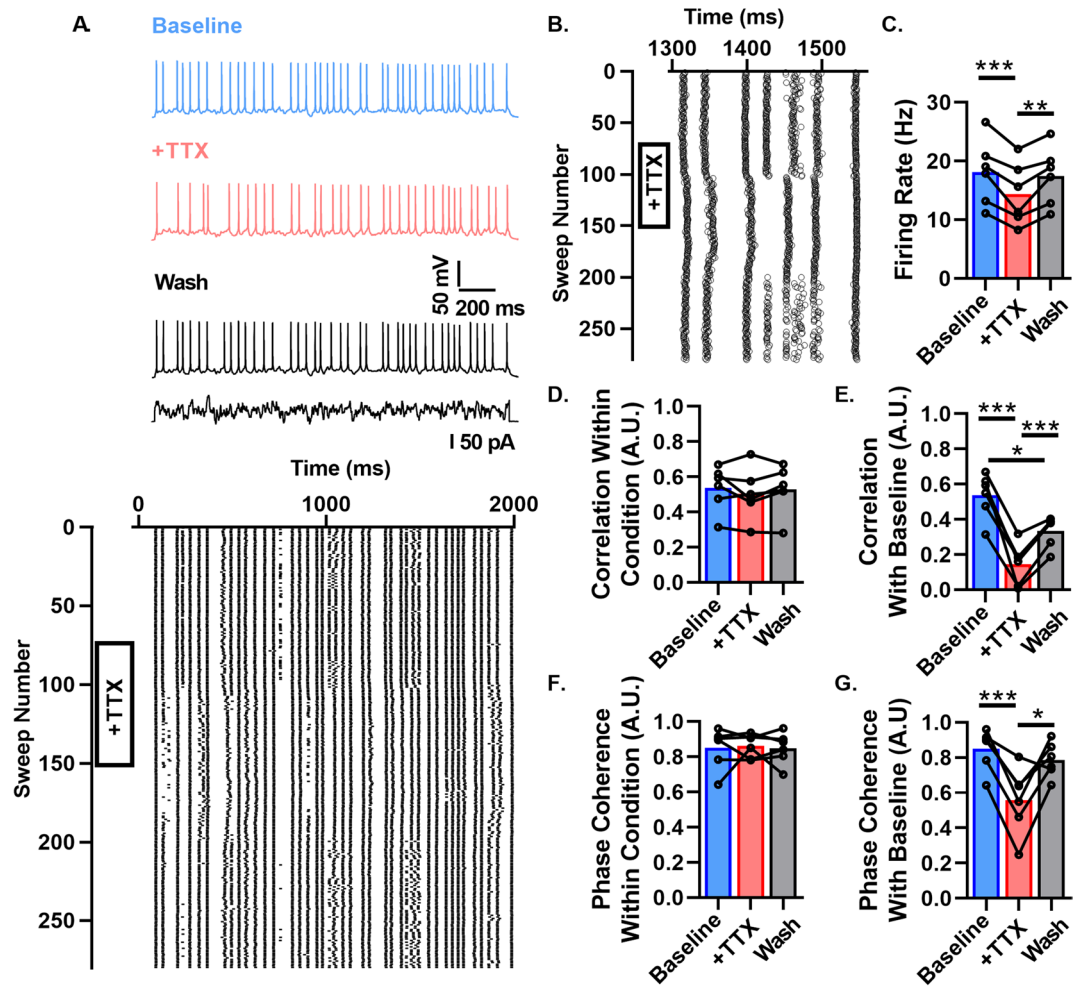 A.
Baseline
+TTX
Wash
50 mV
200 ms
50 pA
Time (ms)
0 1000 2000
Sweep Number
0
50
100
150
200
250
+TTX
B.
Time (ms)
1300 1400 1500
Sweep Number
0
50
100
150
200
250
+TTX
C.
*** 
**
Firing Rate (Hz)
30
20
10
0
Baseline
+TTX
Wash
D.
Correlation Within
Condition (A.U.)
1.0
0.8
0.6
0.4
0.2
0.0
Baseline
+TTX
Wash
E.
***
***
*
Correlation
With Baseline (A.U.)
1.0
0.8
0.6
0.4
0.2
0.0
Baseline
+TTX
Wash
F.
Phase Coherence
Within Condition (A.U.)
1.0
0.8
0.6
0.4
0.2
0.0
Baseline
+TTX
Wash
G.
***
*
Phase Coherence
With Baseline (A.U)
1.0
0.8
0.6
0.4
0.2
0.0
Baseline
+TTX
Wash